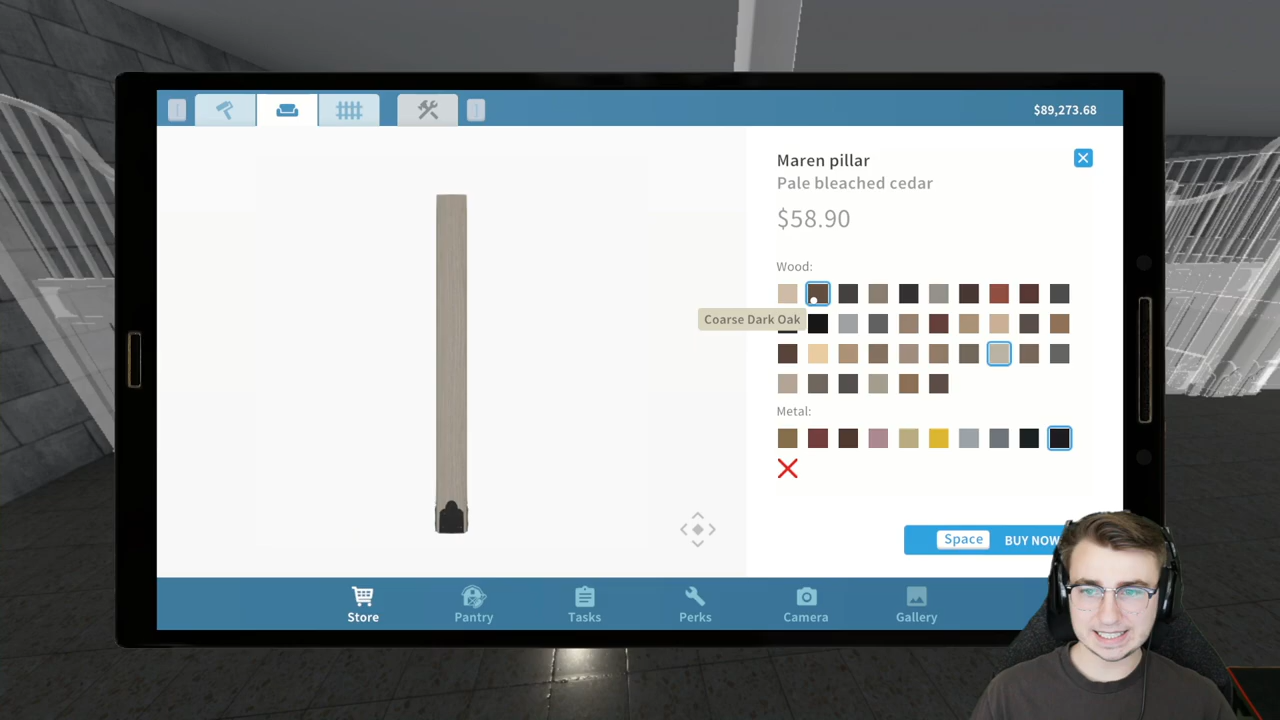 $89,273.68
Maren pillar
Pale bleached cedar
$58.90
Wood:
Coarse Dark Oak
Metal:
Space BUY NOW
Store
Pantry
Tasks
Perks
Camera
Gallery